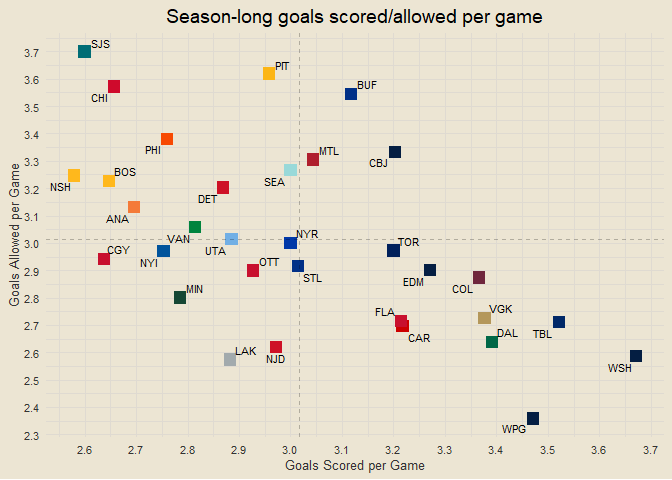 Season-long goals scored/allowed per game
Goals Allowed per Game
3.7
3.6
3.5
3.4
3.3
3.2
3.1
3.0
2.9
2.8
2.7
2.6
2.5
2.4
2.3
SJS
PIT
CHI
BUF
PHI
MTL
CBJ
BOS
SEA
NSH
DET
ANA
VAN
NYR
TOR
UTA
CGY
NYI
OTT
STL
EDM
COL
MIN
FLA
VGK
CAR
DAL
TBL
LAK
NJD
WSH
WPG
2.6 2.7 2.8 2.9 3.0 3.1 3.2 3.3 3.4 3.5 3.6 3.7
Goals Scored per Game